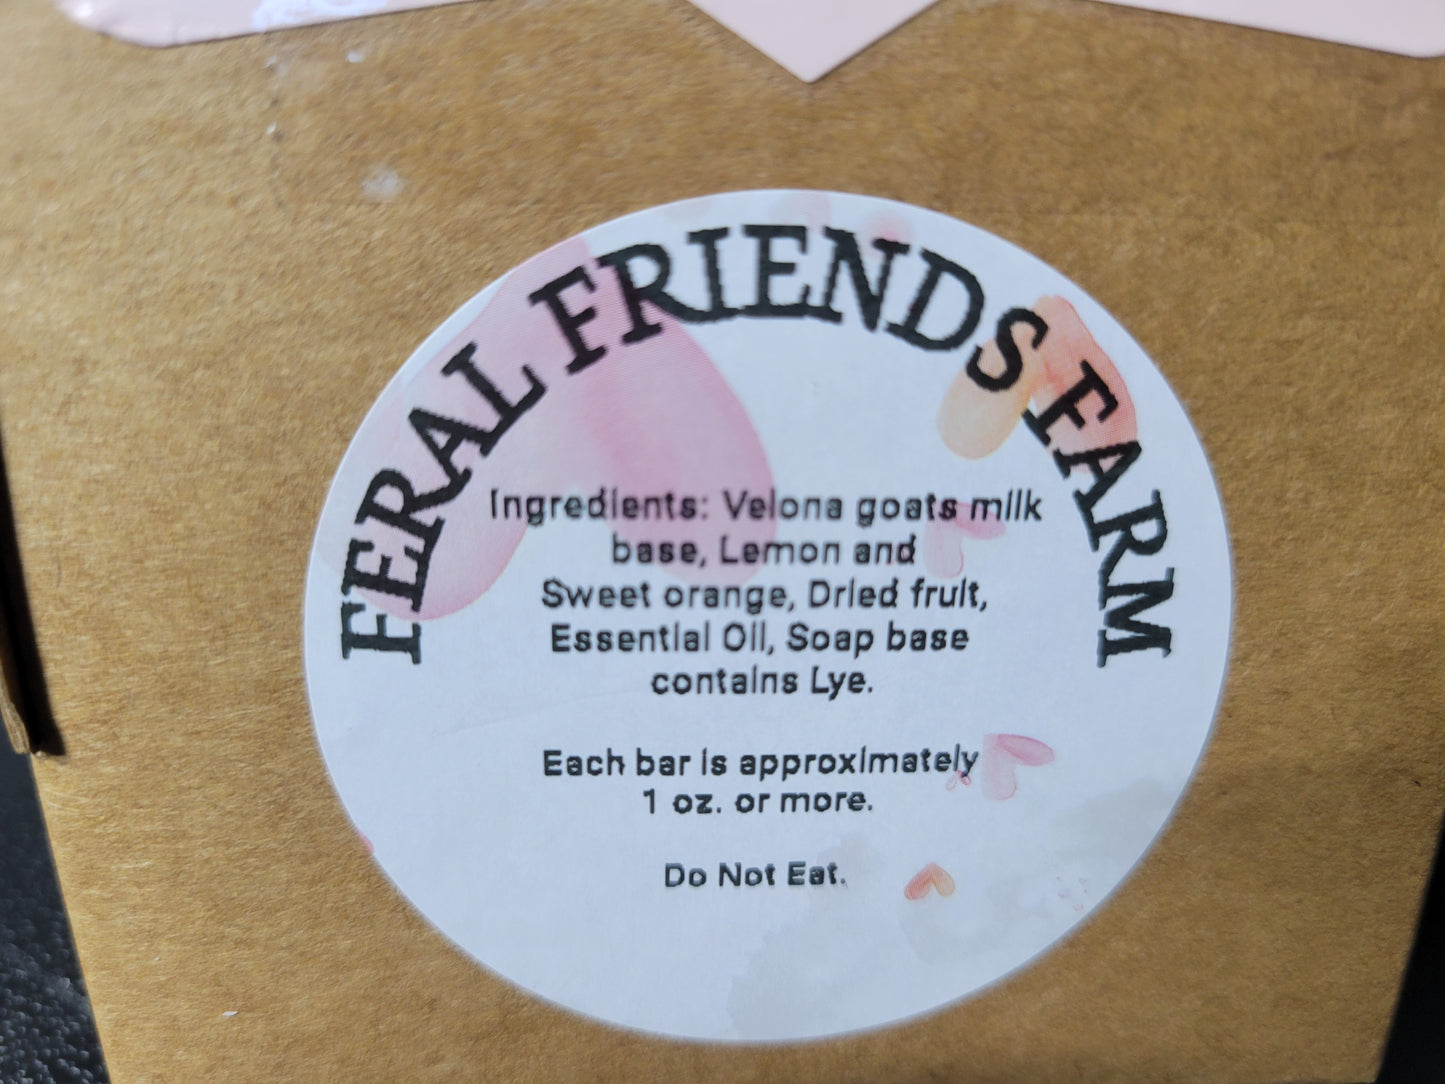 FERAL FRIENDS FARM
Ingredients: Velona goats milk
base, Lemon and
Sweet orange, Dried fruit,
Essential Oil, Soap base
contains Lye.
Each bar is approximately
1 oz. or more.
Do Not Eat.